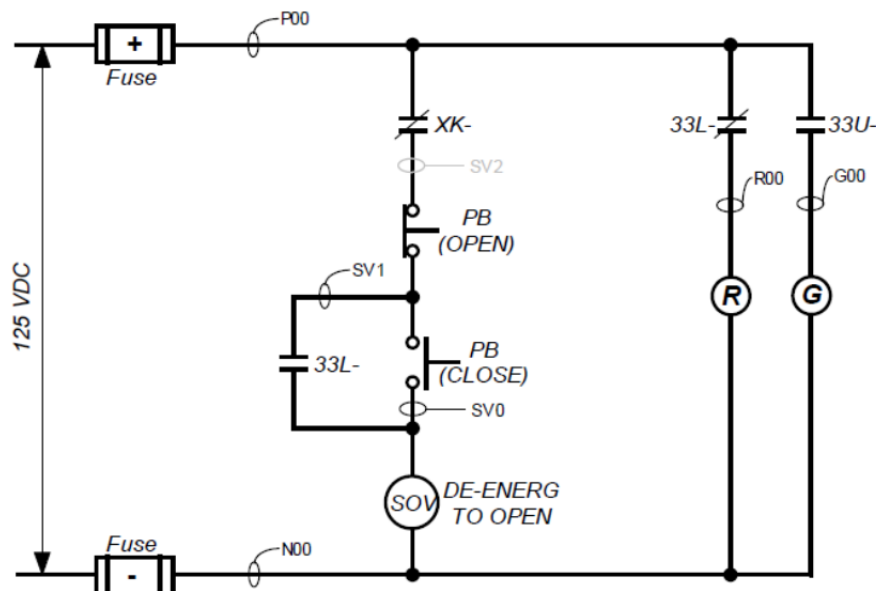 P00
+
Fuse
XK-
33L-
33U-
SV2
R00
G00
PB
(OPEN)
SV1
R
G
125 VDC
33L-
PB
(CLOSE)
SV0
SOV
DE-ENERG
TO OPEN
Fuse
N00
-